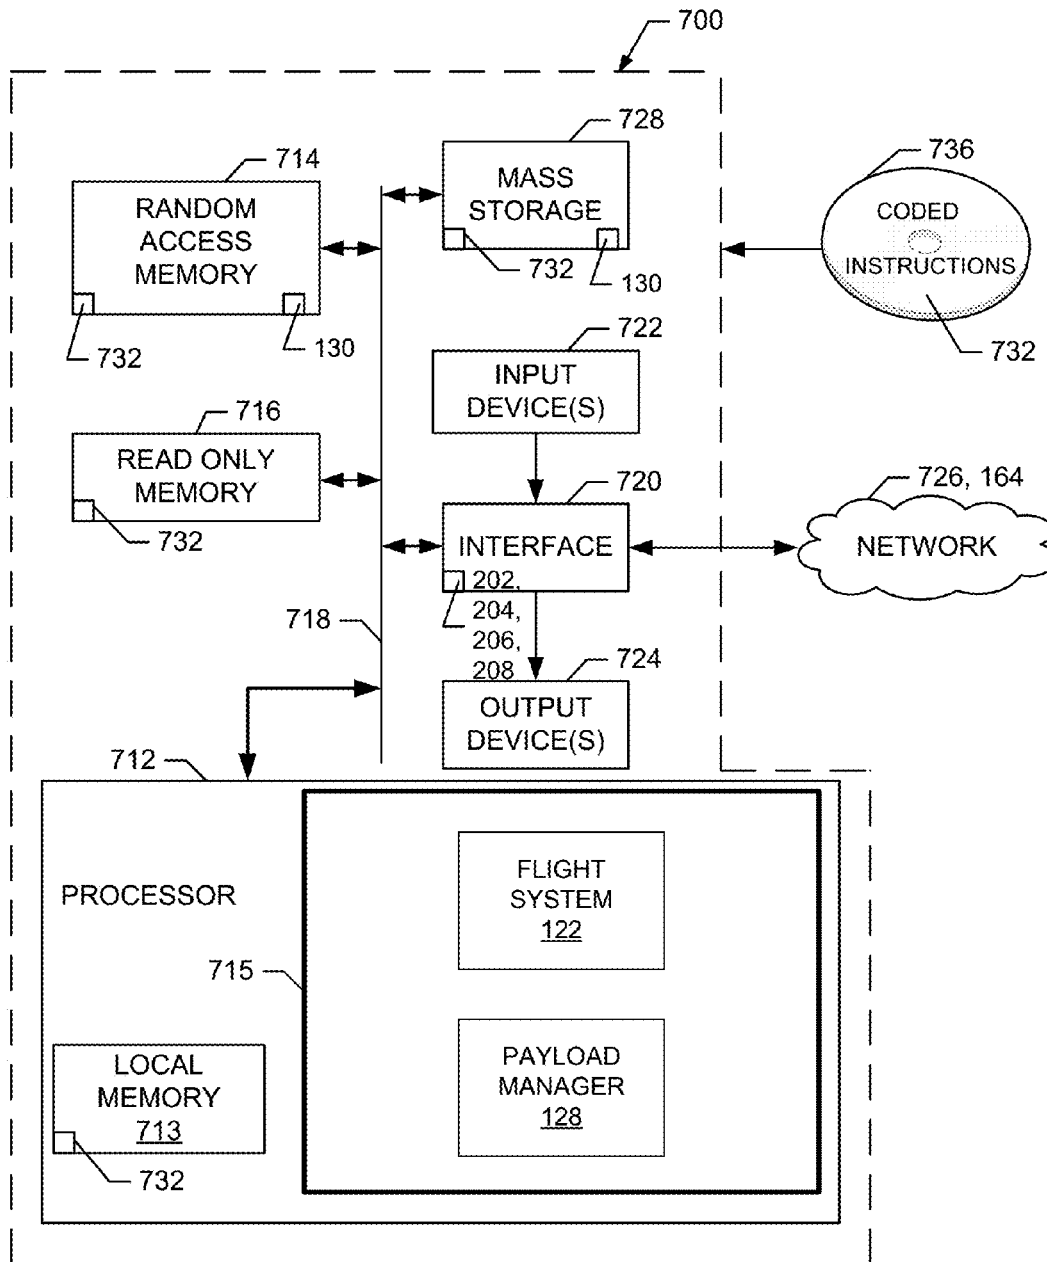 700
728
714
736
MASS
STORAGE
RANDOM
ACCESS
MEMORY
CODED
INSTRUCTIONS
732
130
732
130
722
732
INPUT
DEVICE(S)
716
READ ONLY
MEMORY
720
726, 164
732
INTERFACE
NETWORK
202,
204,
206,
208
718
724
OUTPUT
DEVICE(S)
712
PROCESSOR
FLIGHT
SYSTEM
122
715
LOCAL
MEMORY
713
PAYLOAD
MANAGER
128
732